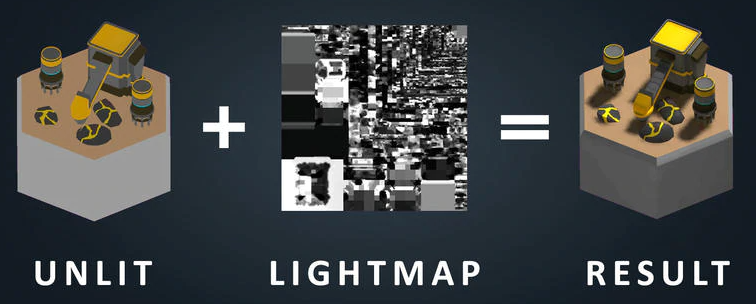 + =
UNLIT LIGHTMAP RESULT